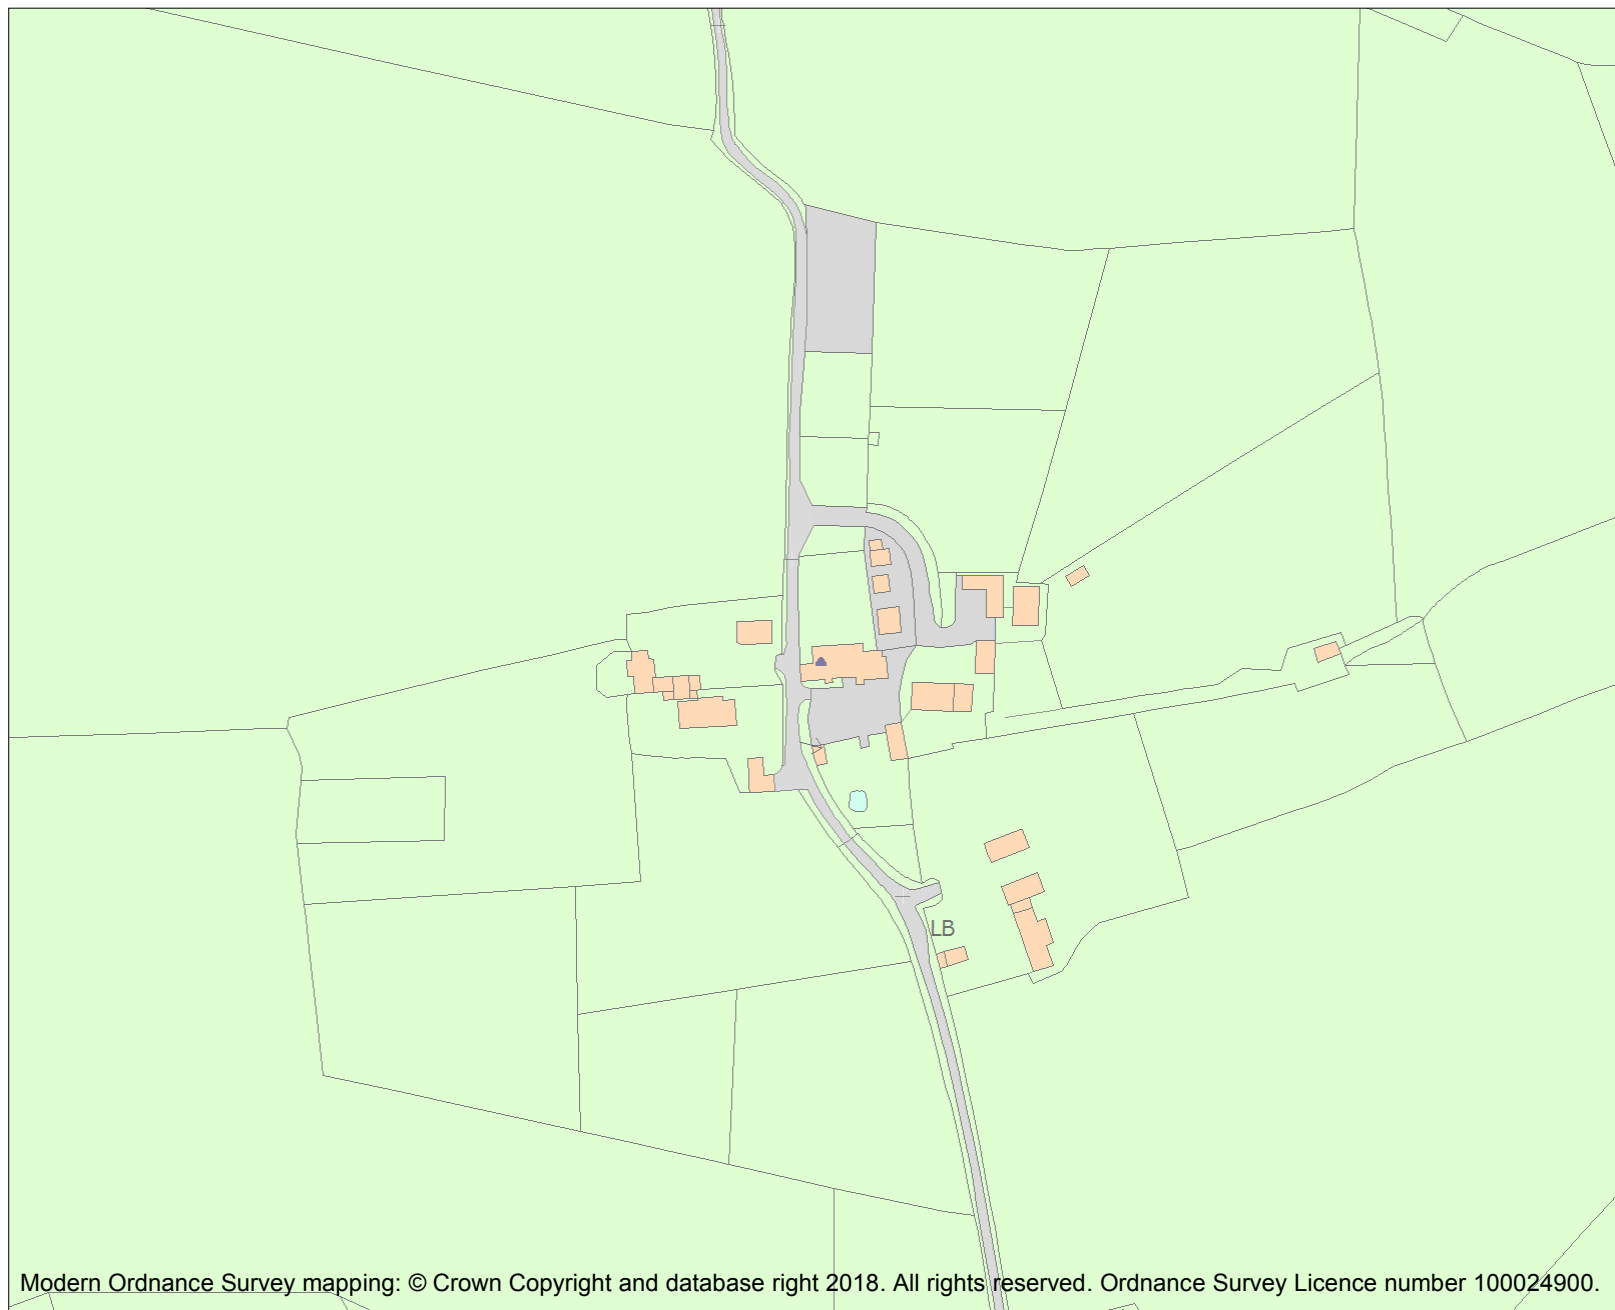 LB
Modern Ordnance Survey mapping: © Crown Copyright and database right 2018. All rights reserved. Ordnance Survey Licence number 100024900.